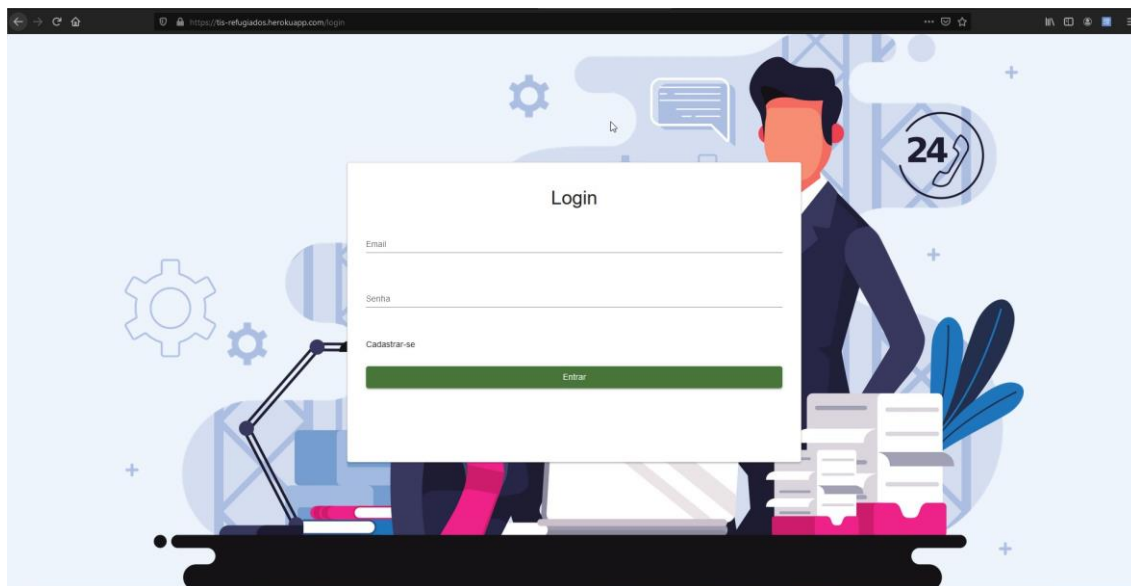 https://tis-refugiados.herokuapp.com/login
24
Login
Email
Senha
Cadastrar-se
Entrar